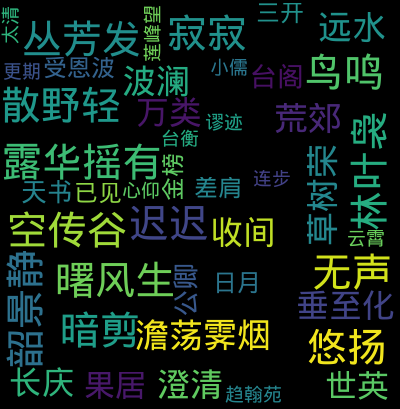 太清
丛芳发
莲峰望
寂寂
三开
远水
更期
受恩波
波澜
小儒
台阁
鸟鸣
散野轻
万类
谬迹
荒郊
袅
林叶
露华摇有
台衡
金榜
荣
草树
天书
已见
心仰
差肩
连步
空传谷
迟迟
收间
云霄
韶景静
曙风生
公卿
日月
无声
垂至化
暗剪
澹荡霁烟
悠扬
长庆
果居
澄清
趋翰苑
世英